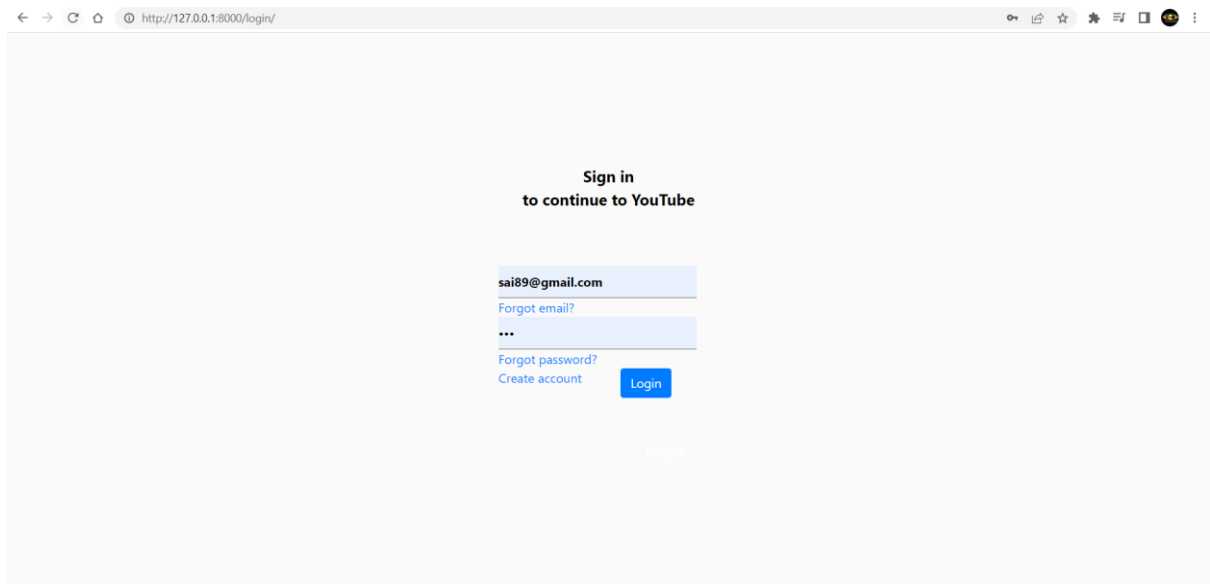 http://127.0.0.1:8000/login/
Sign in
to continue to YouTube
sai89@gmail.com
Forgot email?
•••
Forgot password?
Create account
Login
Login